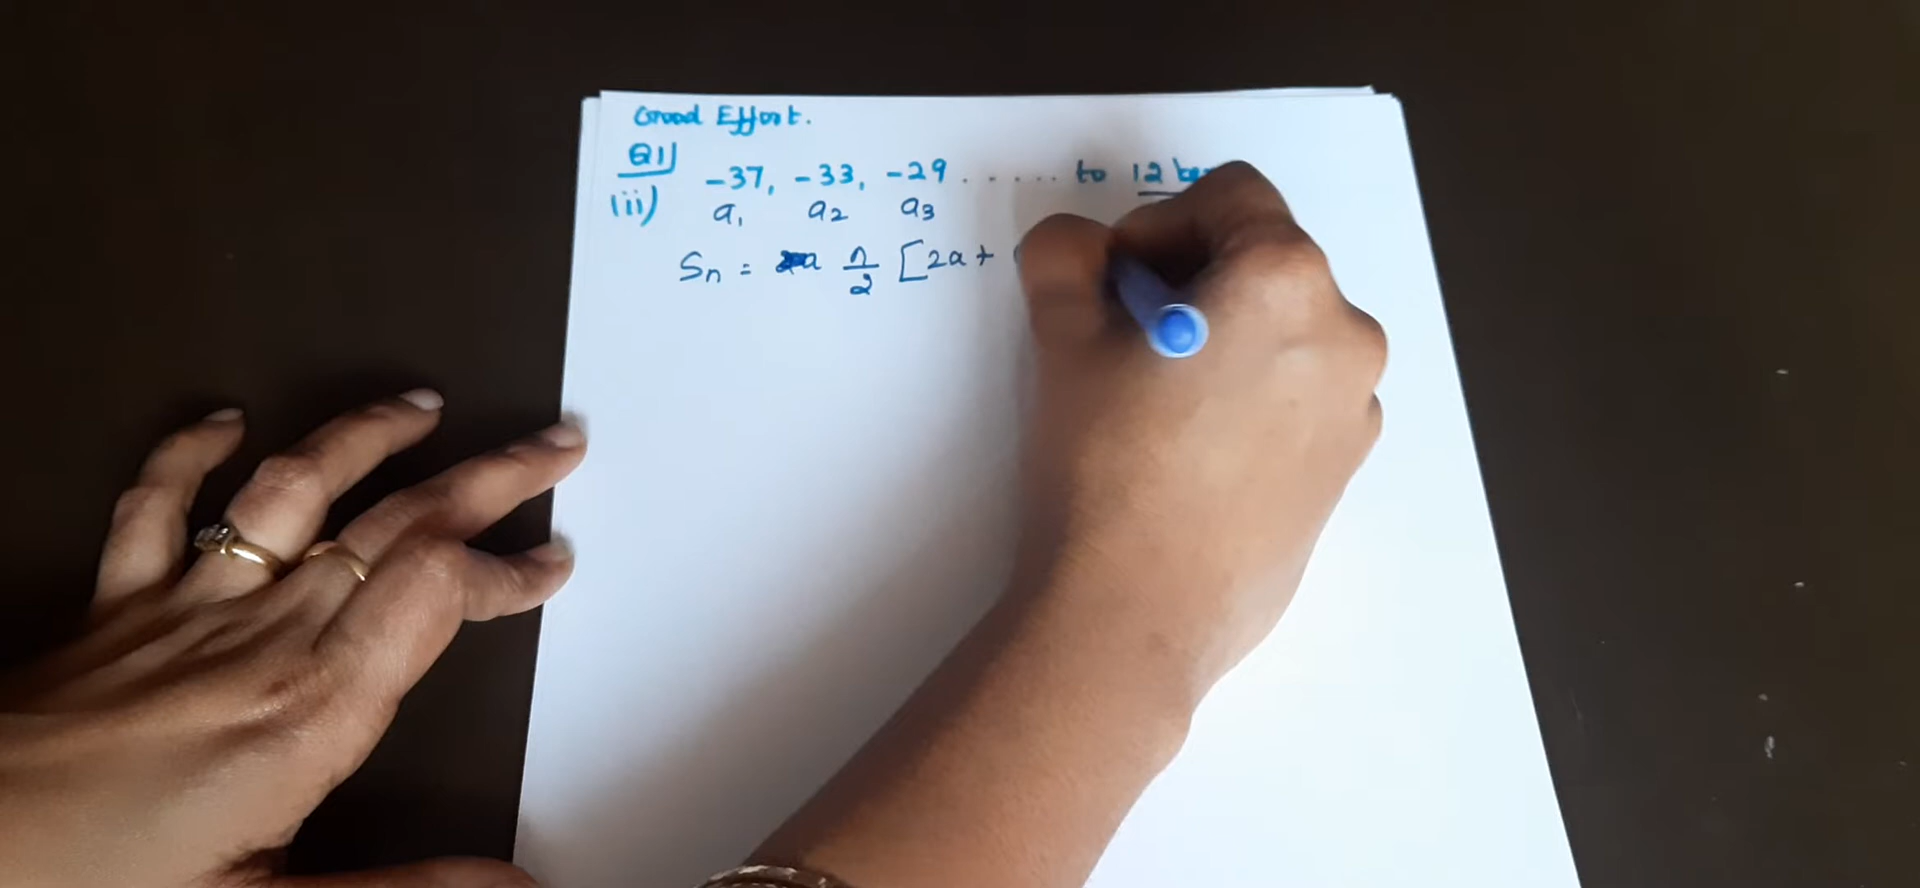 Good Effort.
Q1)
(ii) -37, -33, -29 ..... to 12
a1 a2 a3
Sn = n/2 [2a +